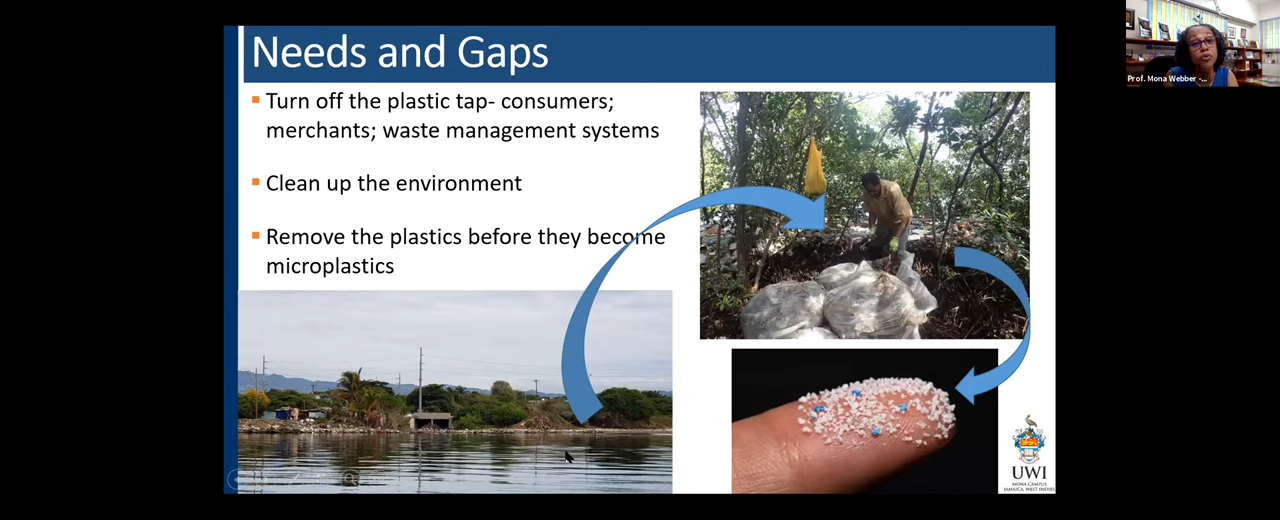 Needs and Gaps
Turn off the plastic tap- consumers;
merchants; waste management systems
Clean up the environment
Remove the plastics before they become
microplastics
Prof. Mona Webber -...
UWI
MONA CAMPUS
JAMAICA, WEST INDIES